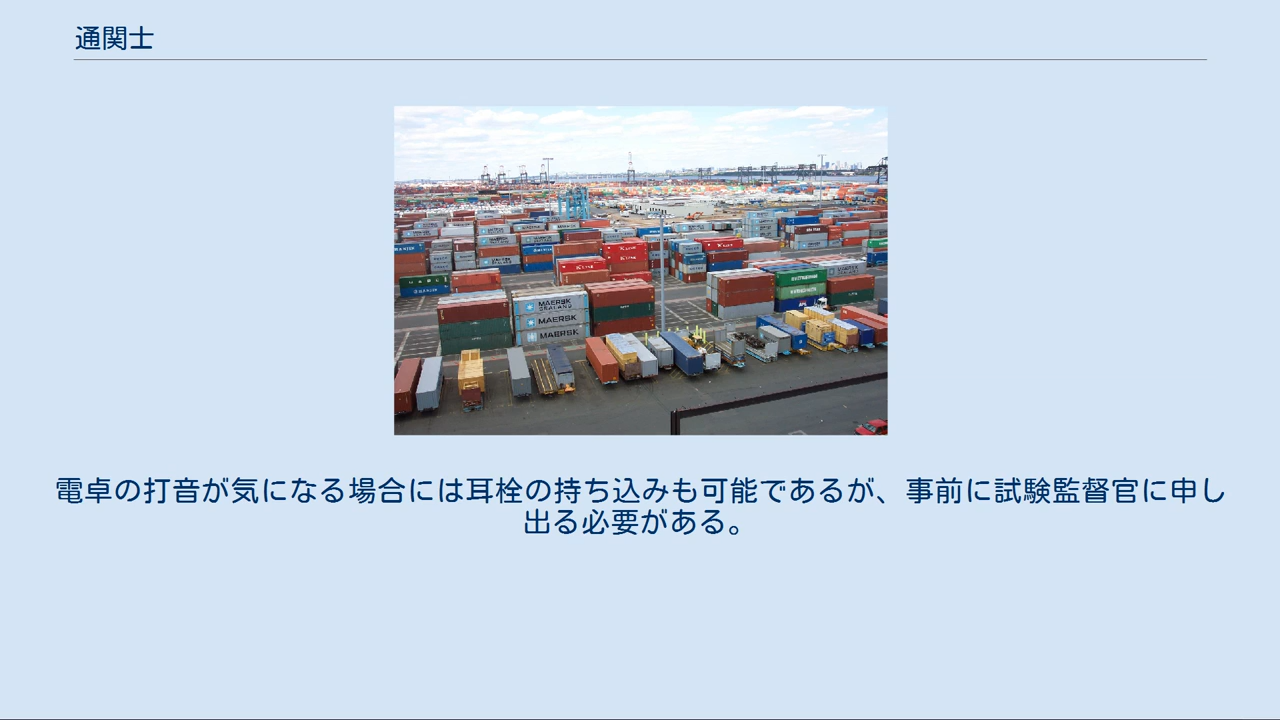 通関士
MAERSK
SEALAND
MAERSK
MAERSK
電卓の打音が気になる場合には耳栓の持ち込みも可能であるが、事前に試験監督官に申し
出る必要がある。